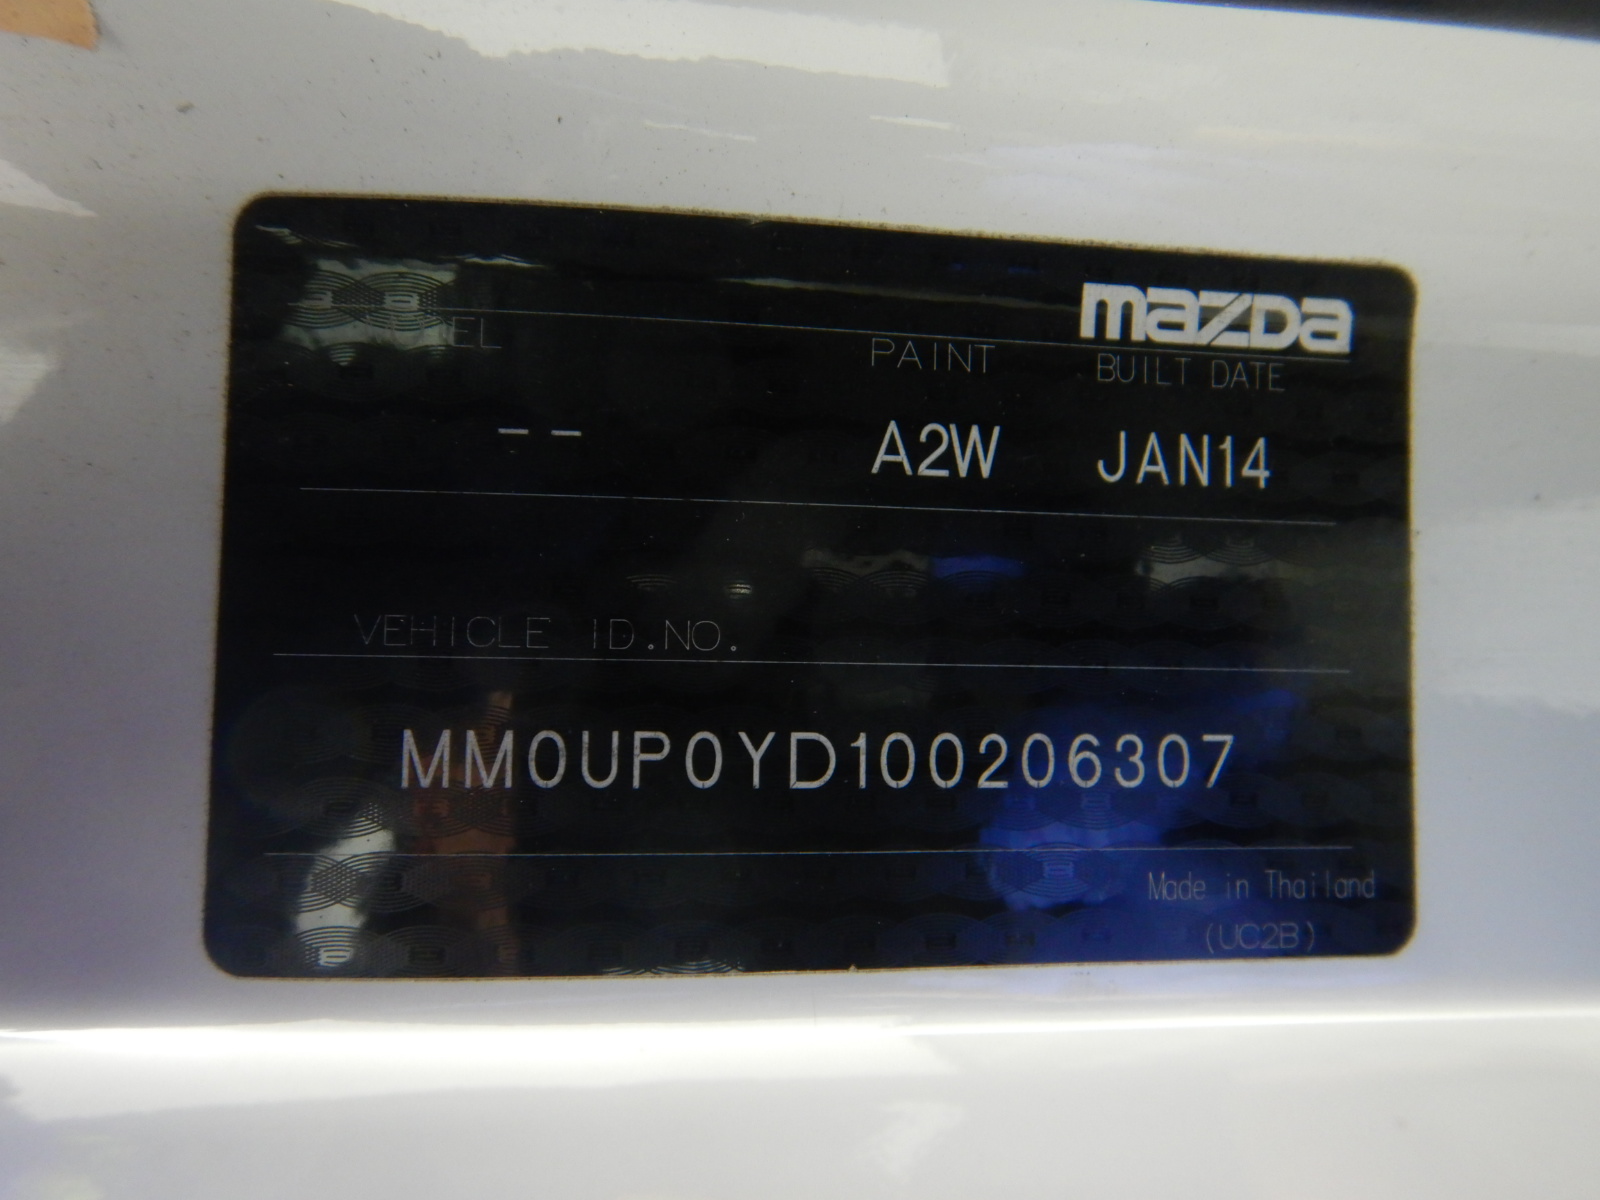 mazda
PAINT BUILT DATE
-- A2W JAN14
VEHICLE ID.NO.
MM0UP0YD100206307
Made in Thailand
(UC2B)